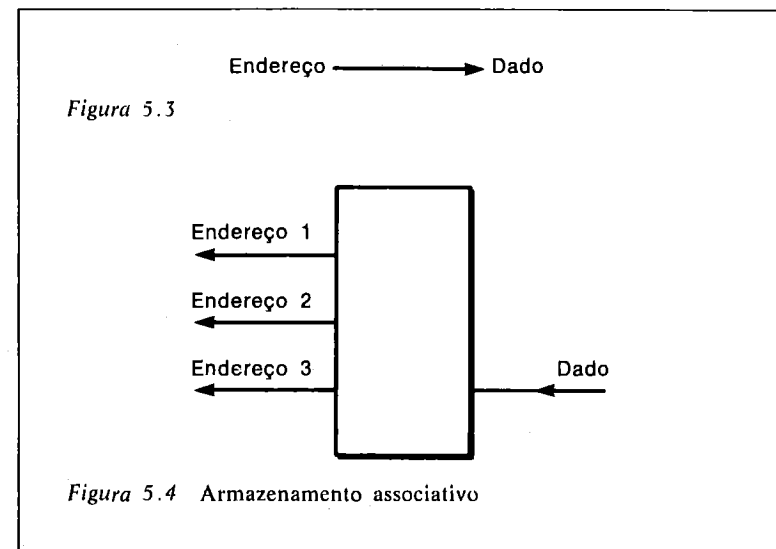 Endereço Dado
Figura 5.3
Endereço 1
Endereço 2
Endereço 3
Dado
Figura 5.4 Armazenamento associativo